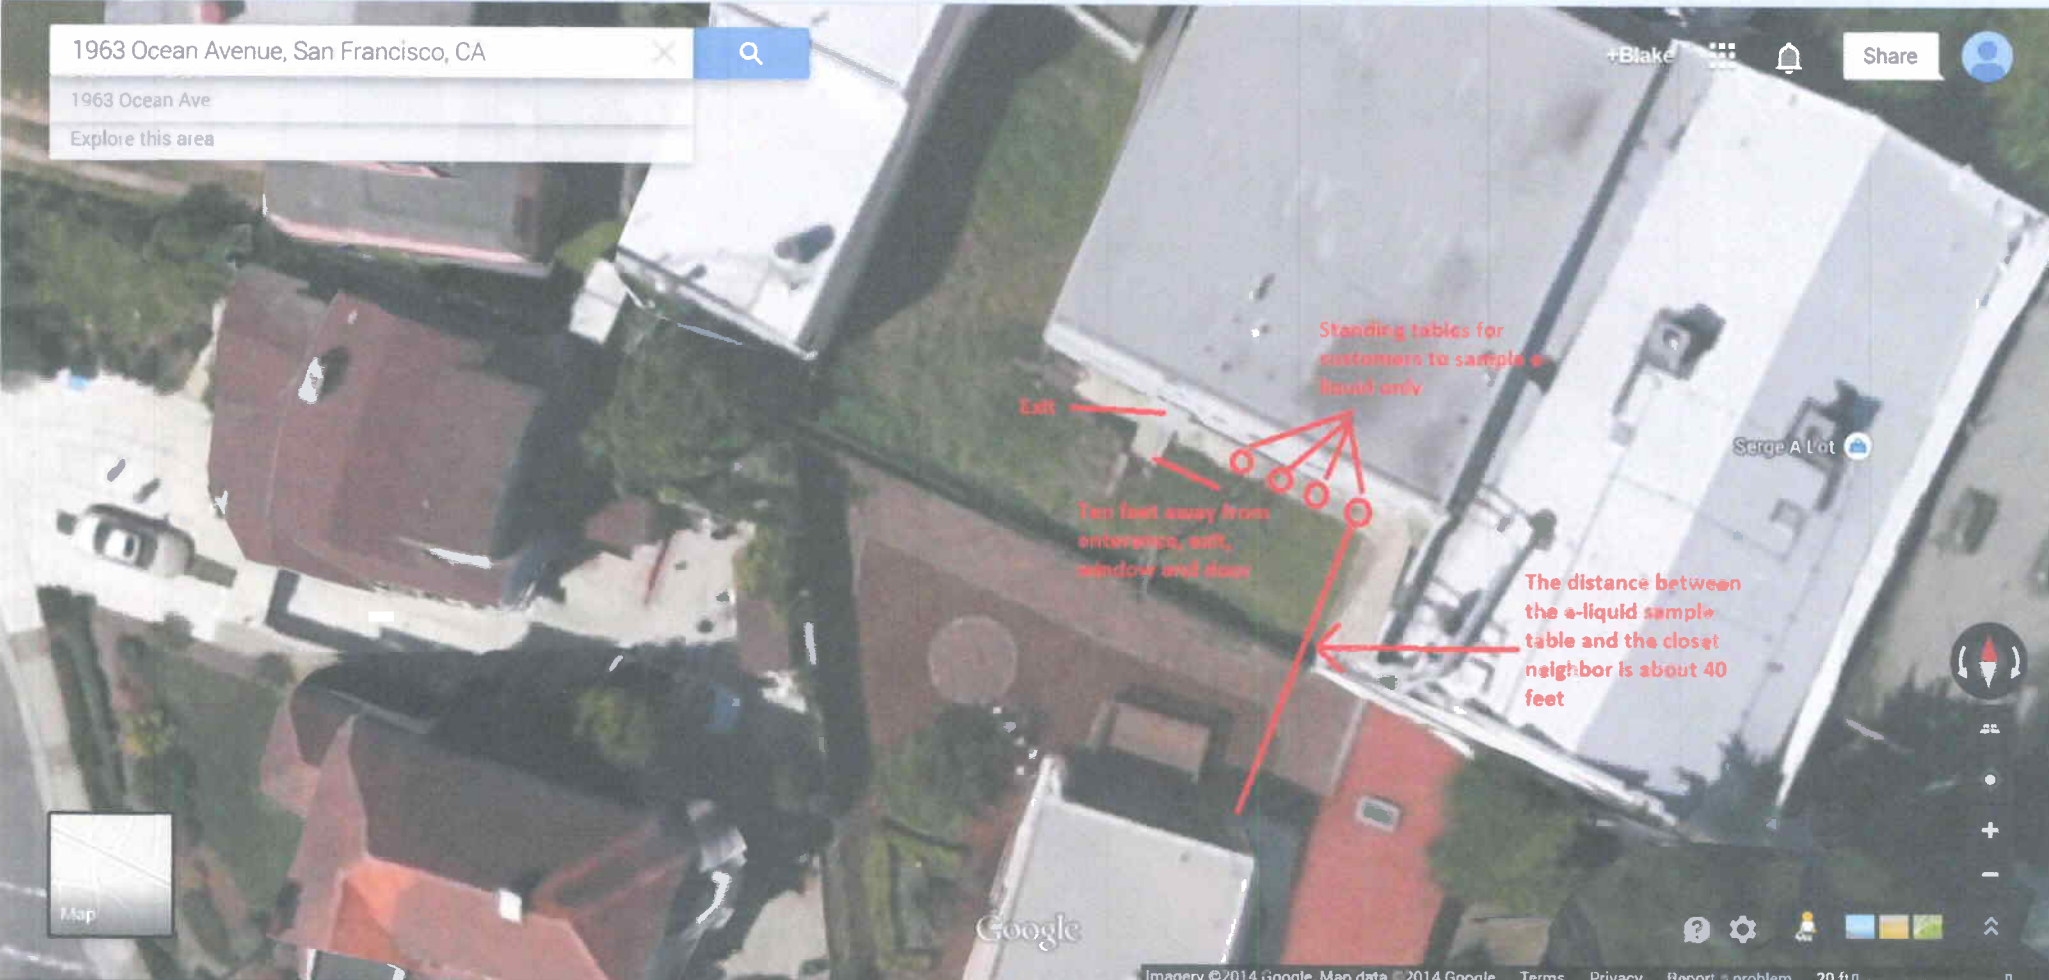 1963 Ocean Avenue, San Francisco, CA
1963 Ocean Ave
Explore this area
+Blake
Share
Standing tables for
customers to sample e
liquid only
Exit
Serge A Lot
Ten feet away from
enterance, exit,
window and door
The distance between
the e-liquid sample
table and the closet
neighbor is about 40
feet
Map
Google
Imagery ©2014 Google, Map data ©2014 Google Terms Privacy Report a problem 20 ft